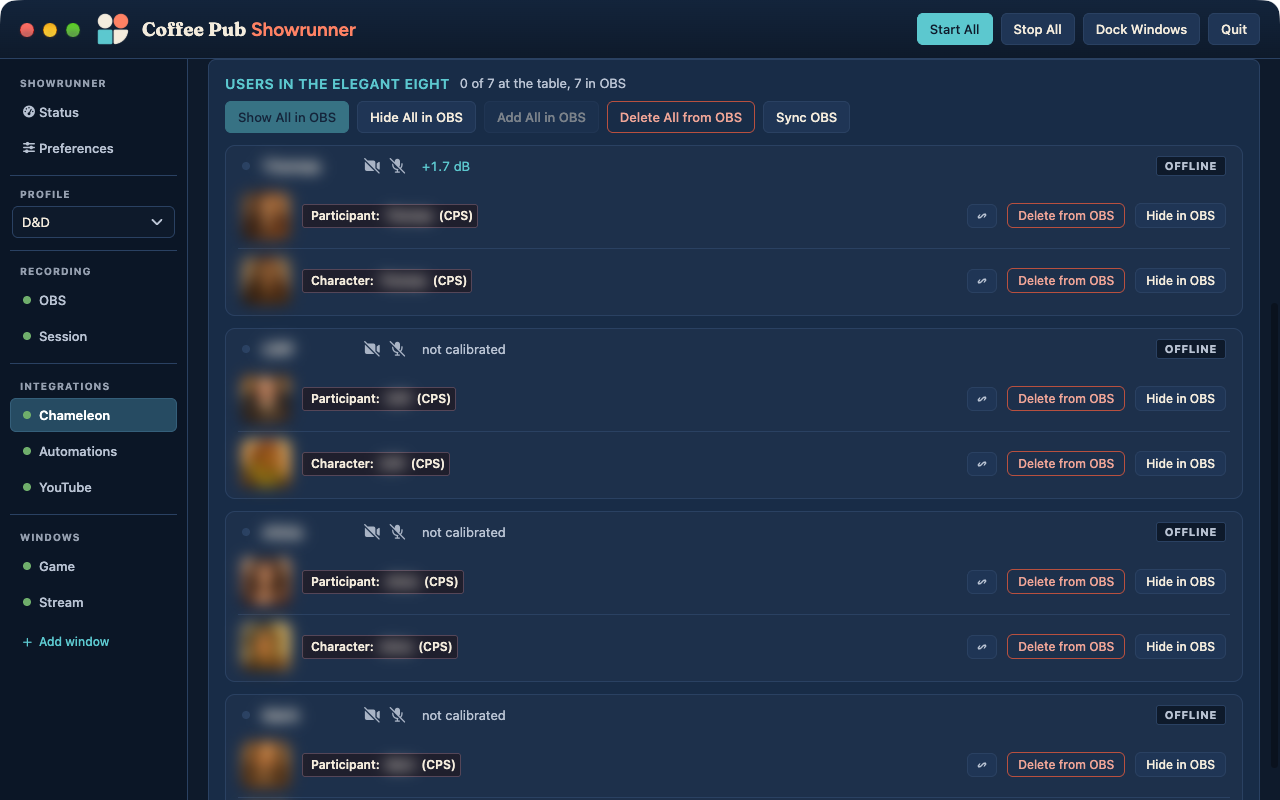 Coffee Pub Showrunner
Start All
Stop All
Dock Windows
Quit
SHOWRUNNER
Status
Preferences
PROFILE
D&D
RECORDING
OBS
Session
INTEGRATIONS
Chameleon
Automations
YouTube
WINDOWS
Game
Stream
+ Add window
USERS IN THE ELEGANT EIGHT 0 of 7 at the table, 7 in OBS
Show All in OBS
Hide All in OBS
Add All in OBS
Delete All from OBS
Sync OBS
+1.7 dB
OFFLINE
Participant: (CPS)
Delete from OBS
Hide in OBS
Character: (CPS)
Delete from OBS
Hide in OBS
not calibrated
OFFLINE
Participant: (CPS)
Delete from OBS
Hide in OBS
Character: (CPS)
Delete from OBS
Hide in OBS
not calibrated
OFFLINE
Participant: (CPS)
Delete from OBS
Hide in OBS
Character: (CPS)
Delete from OBS
Hide in OBS
not calibrated
OFFLINE
Participant: (CPS)
Delete from OBS
Hide in OBS